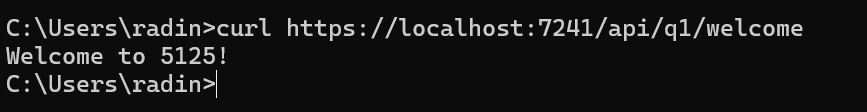 C:\Users\radin>curl https://localhost:7241/api/q1/welcome
Welcome to 5125!
C:\Users\radin>